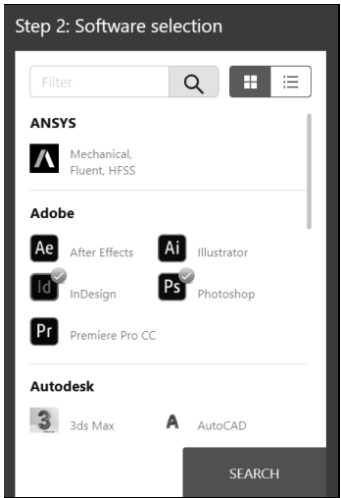 Step 2: Software selection
Filter
ANSYS
Mechanical,
Fluent, HFSS
Adobe
Ae After Effects Ai Illustrator
Id InDesign Ps Photoshop
Pr Premiere Pro CC
Autodesk
3 3ds Max A AutoCAD
SEARCH